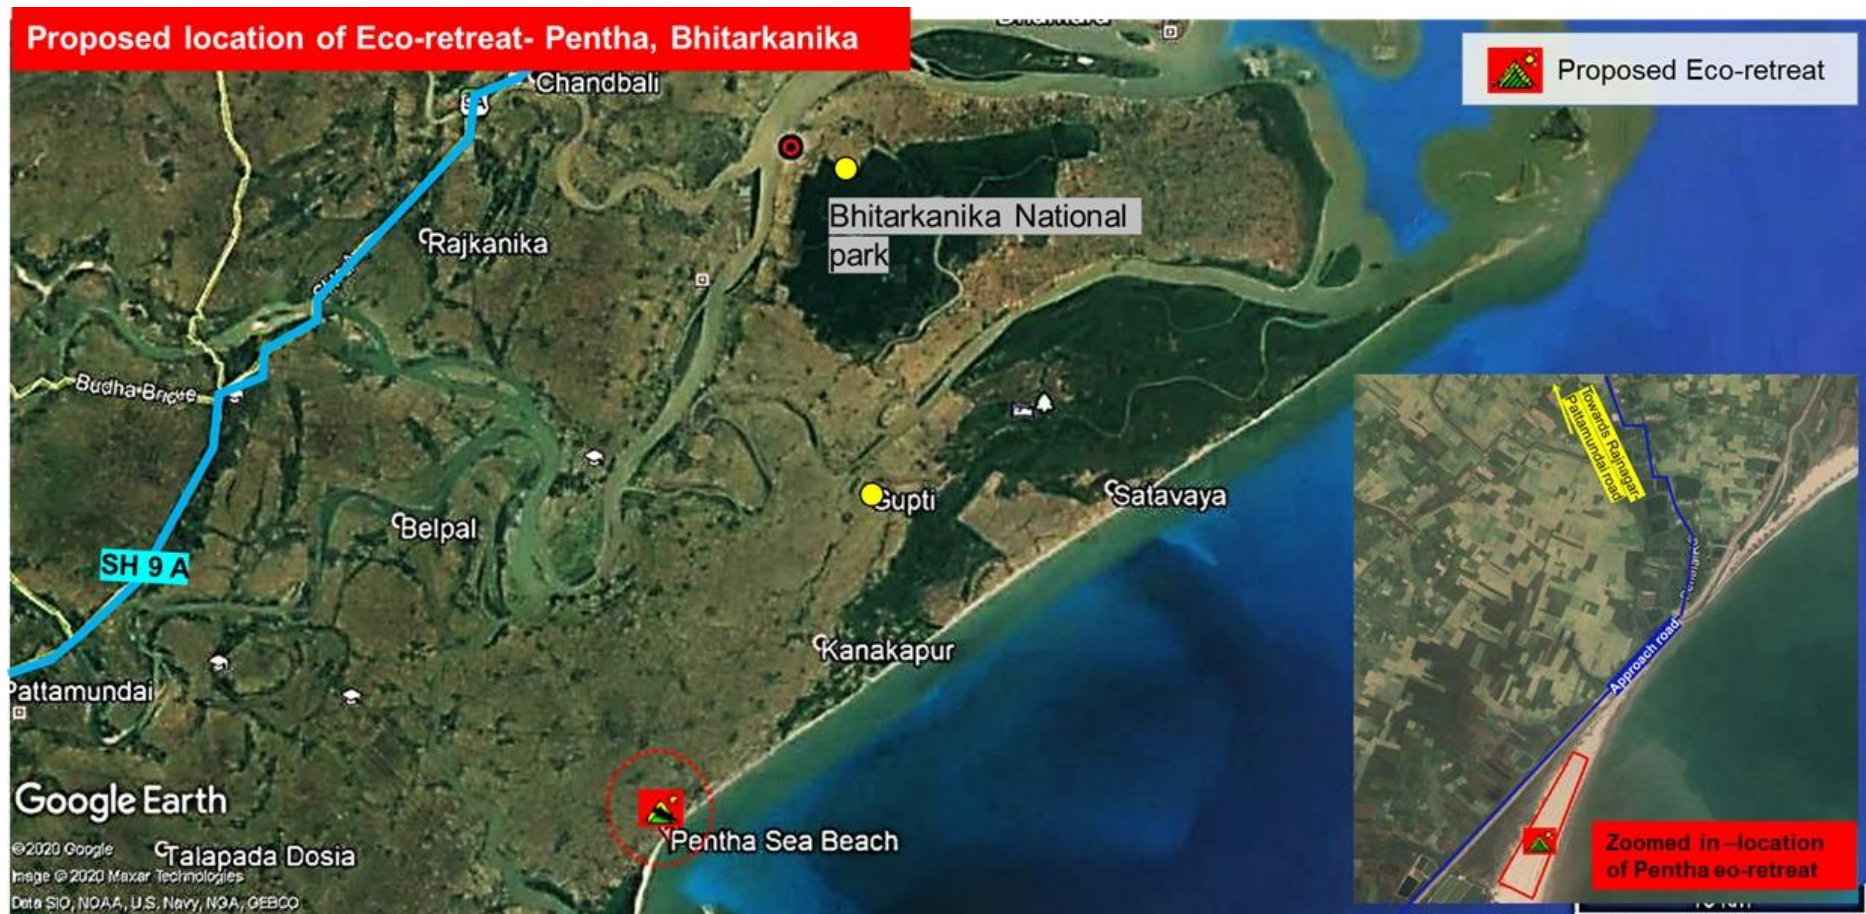 Proposed location of Eco-retreat- Pentha, Bhitarkanika
Proposed Eco-retreat
Chandbali
9A
Bhitarkanika National
park
Rajkanika
Budha Bridge
Gupti
Satavaya
Belpal
SH 9 A
Kanakapur
Pattamundai
Google Earth
©2020 Google
Image © 2020 Maxar Technologies
Data SIO, NOAA, U.S. Navy, NGA, GEBCO
Talapada Dosia
Pentha Sea Beach
Towards Rajnagar-
Pattamundai road
Approach road
Zoomed in –location
of Pentha eo-retreat